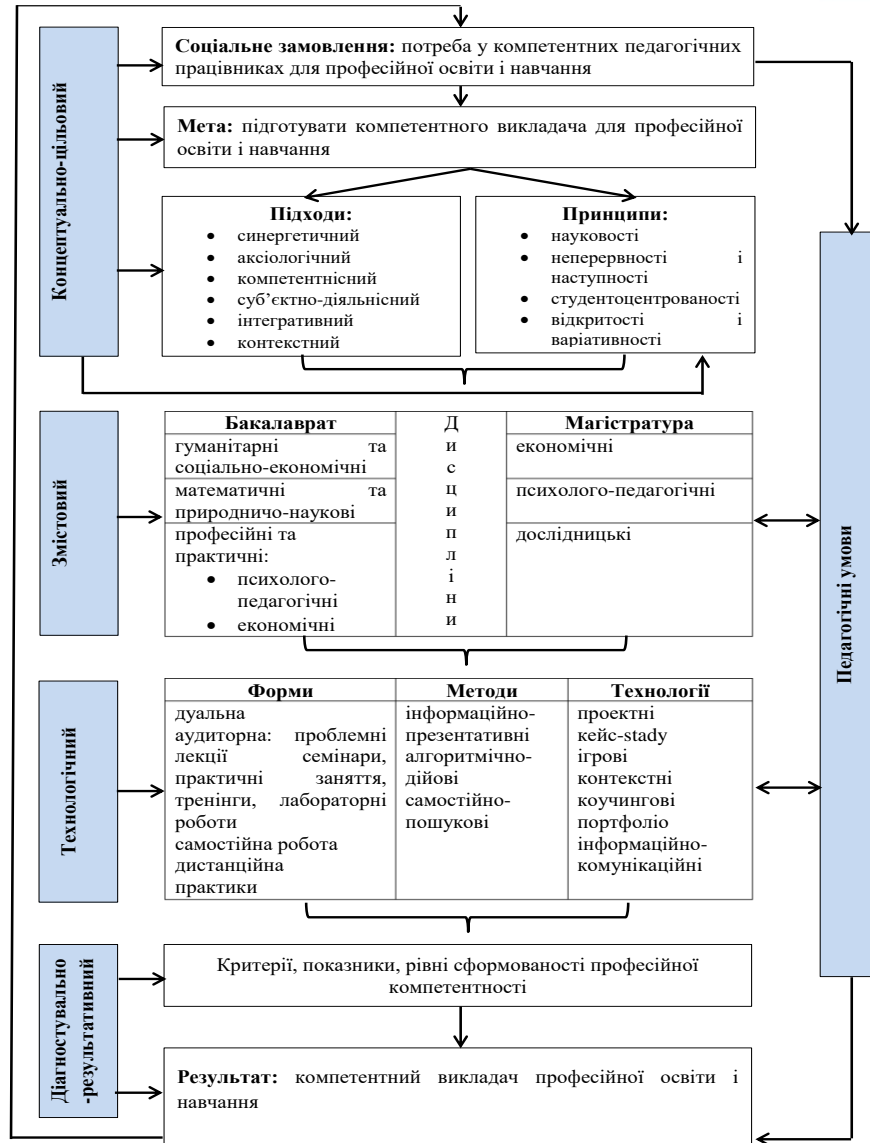 Концептуально-цільовий
Соціальне замовлення: потреба у компетентних педагогічних
працівниках для професійної освіти і навчання
Мета: підготувати компетентного викладача для професійної
освіти і навчання
Підходи:
• синергетичний
• аксіологічний
• компетентнісний
• суб’єктно-діяльнісний
• інтегративний
• контекстний
Принципи:
• науковості
• неперервності і
наступності
• студентоцентрованості
• відкритості і
варіативності
Змістовий
Бакалаврат
гуманітарні та
соціально-економічні
математичні та
природничо-наукові
професійні та
практичні:
• психолого-
педагогічні
• економічні
Д
и
с
ц
и
п
л
і
н
и
Магістратура
економічні
психолого-педагогічні
дослідницькі
Технологічний
Форми
дуальна
аудиторна: проблемні
лекції семінари,
практичні заняття,
тренінги, лабораторні
роботи
самостійна робота
дистанційна
практики
Методи
інформаційно-
презентативні
алгоритмічно-
дійові
самостійно-
пошукові
Технології
проектні
кейс-stady
ігрові
контекстні
коучингові
портфоліо
інформаційно-
комунікаційні
Діагностувально
-результативний
Критерії, показники, рівні сформованості професійної
компетентності
Результат: компетентний викладач професійної освіти і
навчання
Педагогічні умови